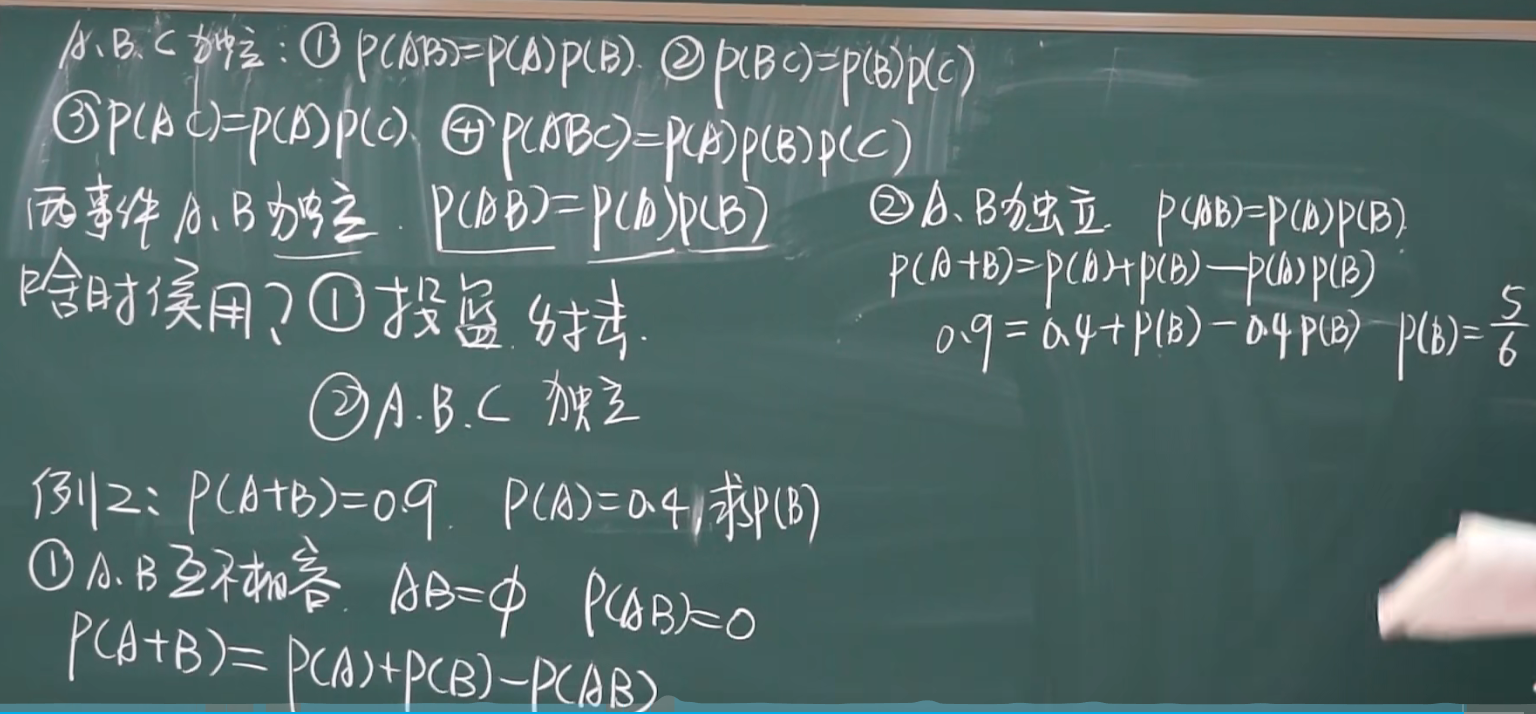 A、B、C 独立：① P(AB)=P(A)P(B). ② P(BC)=P(B)P(C)
③ P(AC)=P(A)P(C). ④ P(ABC)=P(A)P(B)P(C)
两事件 A、B 独立. P(AB)=P(A)P(B)
啥时候用？① 投篮 射击.
② A.B.C 独立
例2：P(A+B)=0.9. P(A)=0.4, 求P(B)
① A、B 互不相容. AB=φ P(AB)=0
P(A+B)=P(A)+P(B)-P(AB)
② A、B 独立. P(AB)=P(A)P(B).
P(A+B)=P(A)+P(B)-P(A)P(B)
0.9=0.4+P(B)-0.4P(B) P(B)=5/6